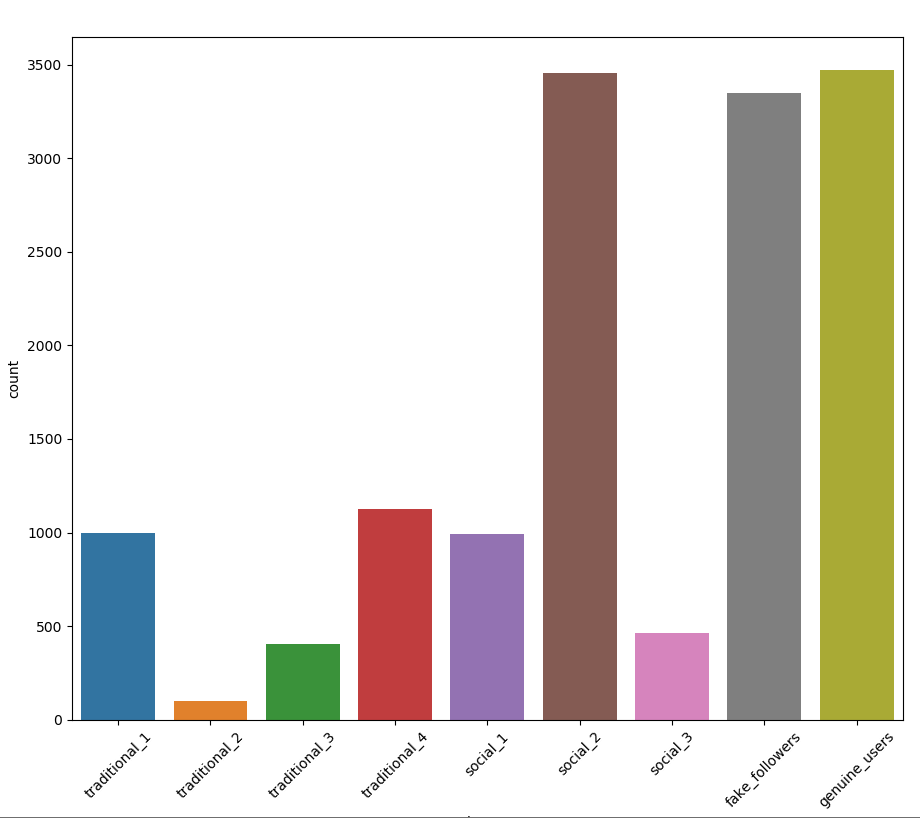 3500
3000
2500
2000
1500
1000
500
0
count
traditional_1
traditional_2
traditional_3
traditional_4
social_1
social_2
social_3
fake_followers
genuine_users